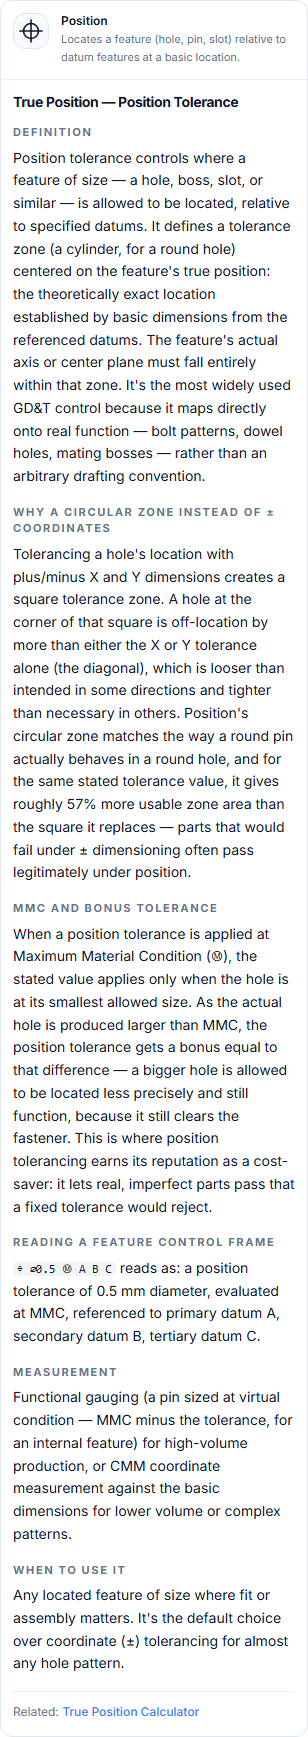 Position
Locates a feature (hole, pin, slot) relative to
datum features at a basic location.
True Position — Position Tolerance
DEFINITION
Position tolerance controls where a
feature of size — a hole, boss, slot, or
similar — is allowed to be located, relative
to specified datums. It defines a tolerance
zone (a cylinder, for a round hole)
centered on the feature's true position:
the theoretically exact location
established by basic dimensions from the
referenced datums. The feature's actual
axis or center plane must fall entirely
within that zone. It's the most widely used
GD&T control because it maps directly
onto real function — bolt patterns, dowel
holes, mating bosses — rather than an
arbitrary drafting convention.
WHY A CIRCULAR ZONE INSTEAD OF ±
COORDINATES
Tolerancing a hole's location with
plus/minus X and Y dimensions creates a
square tolerance zone. A hole at the
corner of that square is off-location by
more than either the X or Y tolerance
alone (the diagonal), which is looser than
intended in some directions and tighter
than necessary in others. Position's
circular zone matches the way a round pin
actually behaves in a round hole, and for
the same stated tolerance value, it gives
roughly 57% more usable zone area than
the square it replaces — parts that would
fail under ± dimensioning often pass
legitimately under position.
MMC AND BONUS TOLERANCE
When a position tolerance is applied at
Maximum Material Condition (Ⓜ), the
stated value applies only when the hole is
at its smallest allowed size. As the actual
hole is produced larger than MMC, the
position tolerance gets a bonus equal to
that difference — a bigger hole is allowed
to be located less precisely and still
function, because it still clears the
fastener. This is where position
tolerancing earns its reputation as a cost-
saver: it lets real, imperfect parts pass that
a fixed tolerance would reject.
READING A FEATURE CONTROL FRAME
⌖ ⌀0.5 Ⓜ A B C reads as: a position
tolerance of 0.5 mm diameter, evaluated
at MMC, referenced to primary datum A,
secondary datum B, tertiary datum C.
MEASUREMENT
Functional gauging (a pin sized at virtual
condition — MMC minus the tolerance, for
an internal feature) for high-volume
production, or CMM coordinate
measurement against the basic
dimensions for lower volume or complex
patterns.
WHEN TO USE IT
Any located feature of size where fit or
assembly matters. It's the default choice
over coordinate (±) tolerancing for almost
any hole pattern.
Related: True Position Calculator